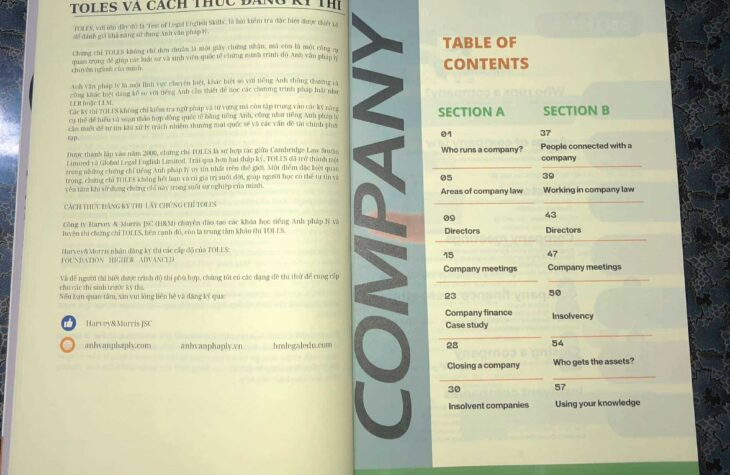 TOLES VÀ CÁCH THỨC ĐĂNG KÝ THI
TOLES, với tên đầy đủ là Test of Legal English Skills, là bài kiểm tra đặc biệt được thiết kế
để đánh giá khả năng sử dụng Anh văn pháp lý.
Chứng chỉ TOLES không chỉ đơn thuần là một giấy chứng nhận, mà còn là một công cụ
quan trọng để giúp các luật sư và sinh viên quốc tế chứng minh trình độ Anh văn pháp lý
chuyên ngành của mình.
Anh văn pháp lý là một lĩnh vực chuyên biệt, khác biệt so với tiếng Anh thông thường và
cũng khác biệt đáng kể so với tiếng Anh cần thiết để học các chương trình pháp luật như
LLB hoặc LLM.
Các kỳ thi TOLES không chỉ kiểm tra ngữ pháp và từ vựng mà còn tập trung vào các kỹ năng
cụ thể để hiểu và soạn thảo hợp đồng quốc tế bằng tiếng Anh, cũng như tiếng Anh pháp lý
cần thiết để tự tin khi xử lý trách nhiệm thương mại quốc tế và các vấn đề tài chính phức
tạp.
Được thành lập vào năm 2000, chứng chỉ TOLES là sự hợp tác giữa Cambridge Law Studio
Limited và Global Legal English Limited. Trải qua hơn hai thập kỷ, TOLES đã trở thành một
trong những chứng chỉ tiếng Anh pháp lý uy tín nhất trên thế giới. Một điểm đặc biệt quan
trọng, chứng chỉ TOLES không hết hạn và có giá trị suốt đời, giúp người học có thể tự tin và
yên tâm khi sử dụng chứng chỉ này trong suốt sự nghiệp của mình.
CÁCH THỨC ĐĂNG KÝ THI LẤY CHỨNG CHỈ TOLES
Công ty Harvey & Morris JSC (H&M) chuyên đào tạo các khóa học tiếng Anh pháp lý và
luyện thi chứng chỉ TOLES, bên cạnh đó, còn là trung tâm khảo thí TOLES.
Harvey&Morris nhận đăng ký thi các cấp độ của TOLES:
FOUNDATION HIGHER ADVANCED
Và để người thi biết được trình độ thi phù hợp, chúng tôi có các dạng đề thi thử để cung cấp
cho các thí sinh trước kỳ thi.
Nếu bạn quan tâm, xin vui lòng liên hệ và đăng ký qua:
Harvey&Morris JSC
anhvanphaply.com anhvanphaply.vn hmlegaledu.com
COMPANY
TABLE OF
CONTENTS
SECTION A
01
Who runs a company?
05
Areas of company law
09
Directors
15
Company meetings
23
Company finance
Case study
28
Closing a company
30
Insolvent companies
SECTION B
37
People connected with a
company
39
Working in company law
43
Directors
47
Company meetings
50
Insolvency
54
Who gets the assets?
57
Using your knowledge